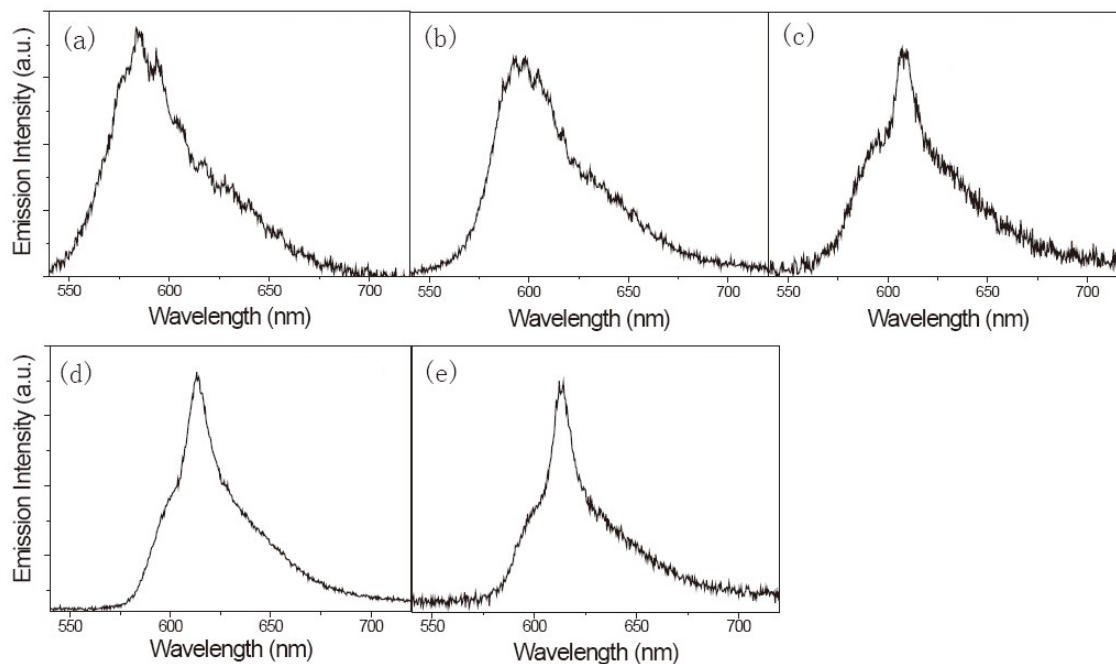 Emission Intensity (a.u.)
(a)
(b)
(c)
550 600 650 700
550 600 650 700
550 600 650 700
Wavelength (nm)
Wavelength (nm)
Wavelength (nm)
Emission Intensity (a.u.)
(d)
(e)
550 600 650 700
550 600 650 700
Wavelength (nm)
Wavelength (nm)